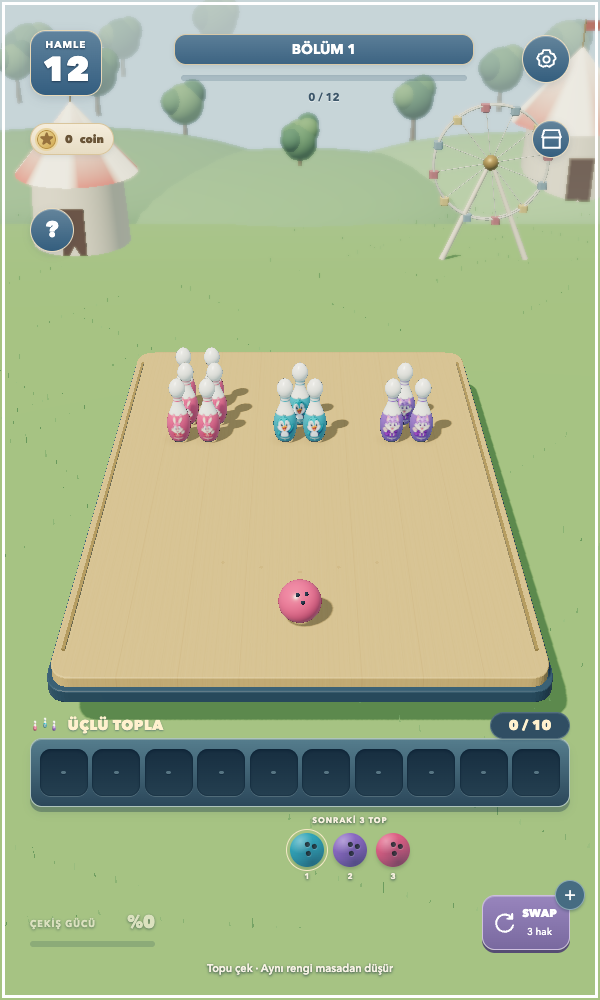 HAMLE
12
BÖLÜM 1
0 / 12
0 coin
?
ÜÇLÜ TOPLA
0 / 10
- - - - - - - - - -
SONRAKİ 3 TOP
1 2 3
ÇEKİŞ GÜCÜ %0
+
SWAP
3 hak
Topu çek · Aynı rengi masadan düşür